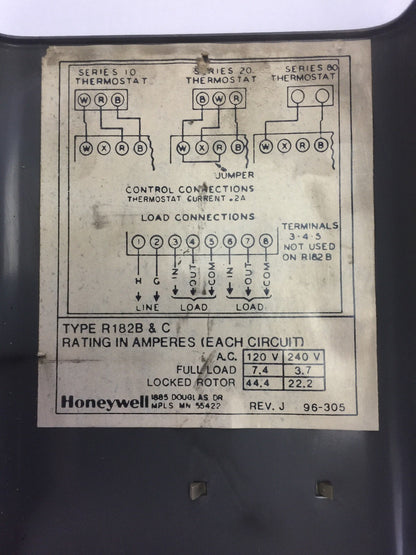 SERIES 10 SERIES 20 SERIES 80
THERMOSTAT THERMOSTAT THERMOSTAT
W R B B W R
W X R B W X R B W X R B
JUMPER
CONTROL CONNECTIONS
THERMOSTAT CURRENT .2A
LOAD CONNECTIONS
TERMINALS
3-4-5
NOT USED
ON R182B
1 2 3 4 5 6 7 8
H G IN OUT COM IN OUT COM
LINE LOAD LOAD
TYPE R182B & C
RATING IN AMPERES (EACH CIRCUIT)
A.C. 120 V 240 V
FULL LOAD 7.4 3.7
LOCKED ROTOR 44.4 22.2
Honeywell 1885 DOUGLAS DR
MPLS MN 55422 REV. J 96-305